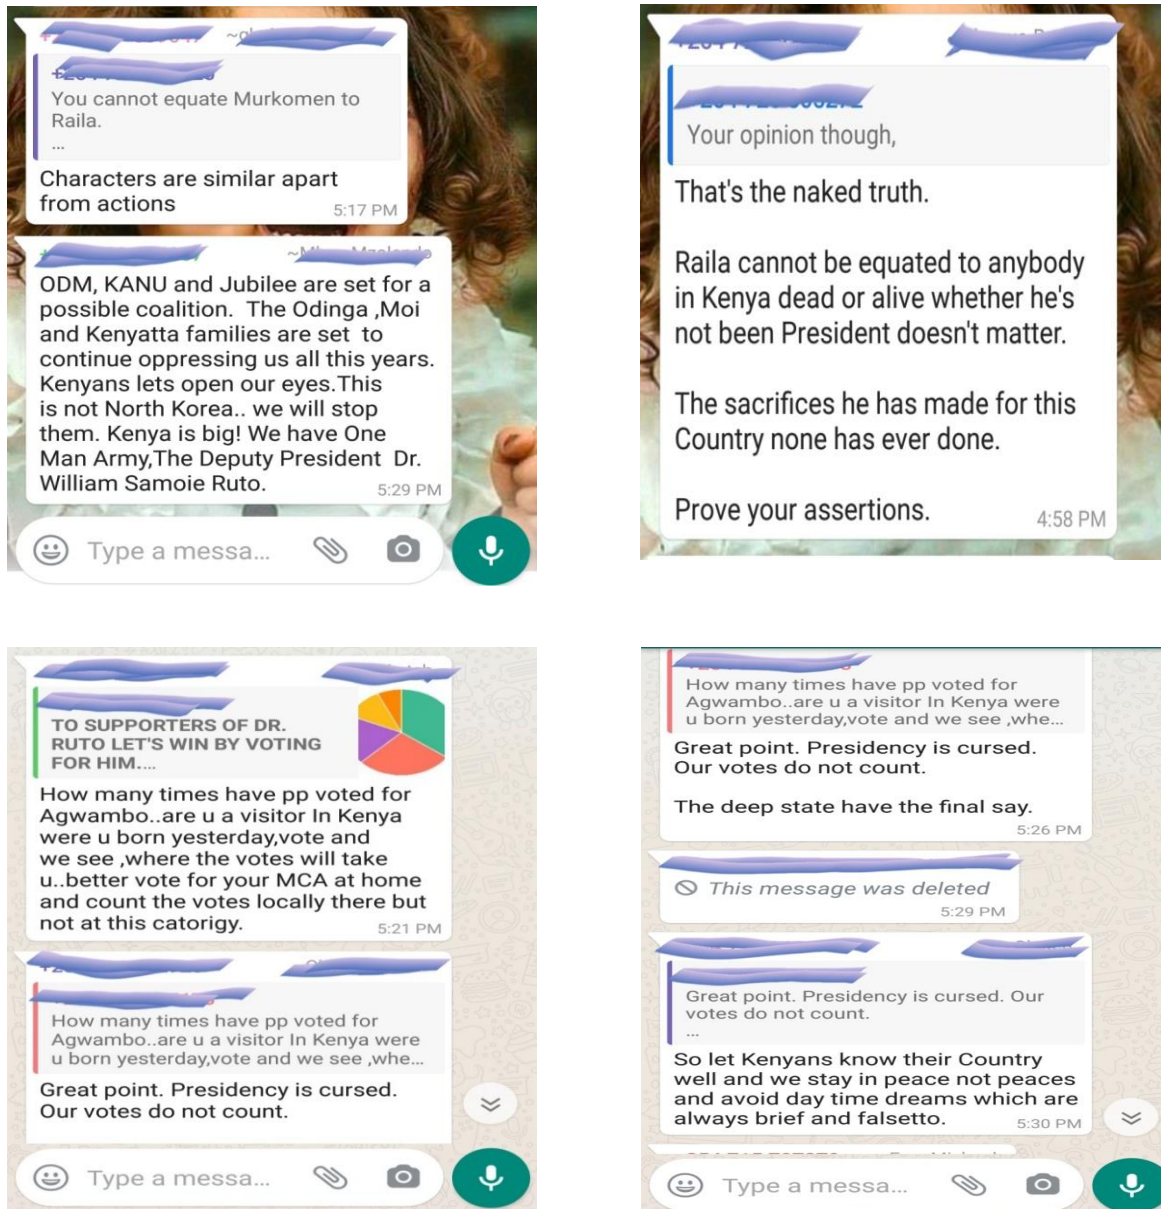 You cannot equate Murkomen to
Raila.
...
Characters are similar apart
from actions
5:17 PM
ODM, KANU and Jubilee are set for a
possible coalition. The Odinga ,Moi
and Kenyatta families are set to
continue oppressing us all this years.
Kenyans lets open our eyes.This
is not North Korea.. we will stop
them. Kenya is big! We have One
Man Army,The Deputy President Dr.
William Samoie Ruto.
5:29 PM
Type a messa...
Your opinion though,
That's the naked truth.
Raila cannot be equated to anybody
in Kenya dead or alive whether he's
not been President doesn't matter.
The sacrifices he has made for this
Country none has ever done.
Prove your assertions.
4:58 PM
TO SUPPORTERS OF DR.
RUTO LET'S WIN BY VOTING
FOR HIM....
How many times have pp voted for
Agwambo..are u a visitor In Kenya
were u born yesterday,vote and
we see ,where the votes will take
u..better vote for your MCA at home
and count the votes locally there but
not at this catorigy.
5:21 PM
How many times have pp voted for
Agwambo..are u a visitor In Kenya were
u born yesterday,vote and we see ,whe...
Great point. Presidency is cursed.
Our votes do not count.
Type a messa...
How many times have pp voted for
Agwambo..are u a visitor In Kenya were
u born yesterday,vote and we see ,whe...
Great point. Presidency is cursed.
Our votes do not count.
The deep state have the final say.
5:26 PM
This message was deleted
5:29 PM
Great point. Presidency is cursed. Our
votes do not count.
...
So let Kenyans know their Country
well and we stay in peace not peaces
and avoid day time dreams which are
always brief and falsetto.
5:30 PM
Type a messa...